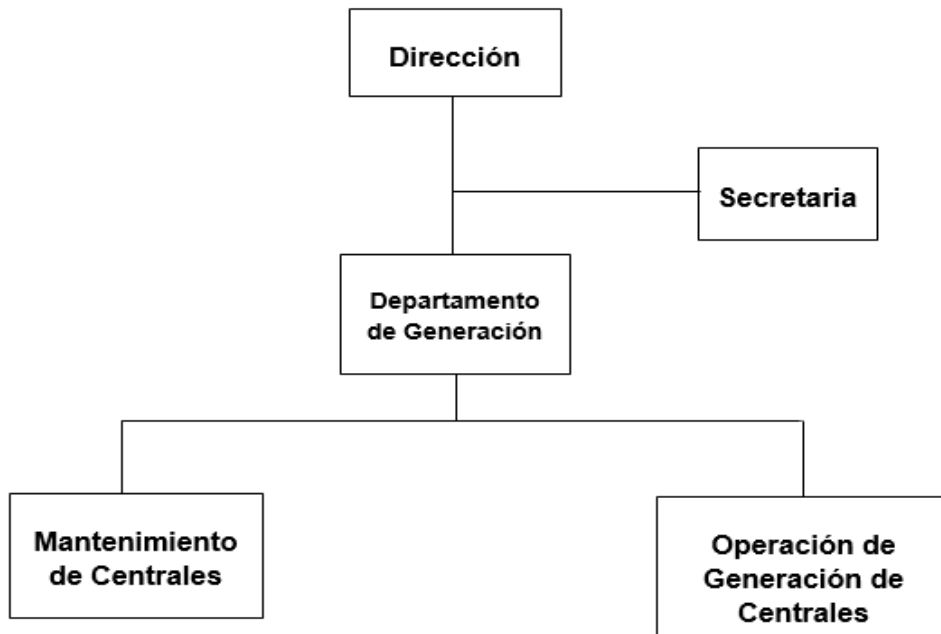 Dirección
Secretaria
Departamento
de Generación
Mantenimiento
de Centrales
Operación de
Generación de
Centrales